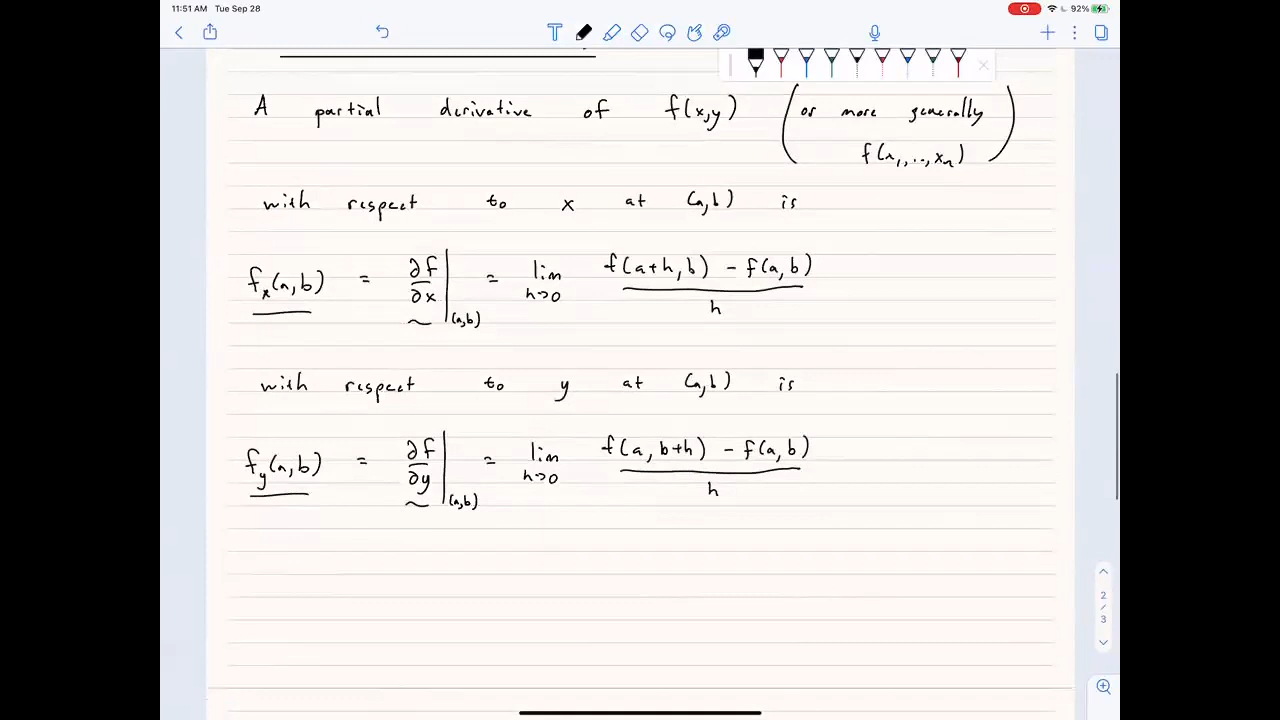 11:51 AM Tue Sep 28 92%
A partial derivative of f(x,y) (or more generally f(x₁,..,xₙ))
with respect to x at (a,b) is
fₓ(a,b) = ∂f/∂x |(a,b) = lim h→0 f(a+h,b) - f(a,b) / h
with respect to y at (a,b) is
f_y(a,b) = ∂f/∂y |(a,b) = lim h→0 f(a,b+h) - f(a,b) / h
2/3